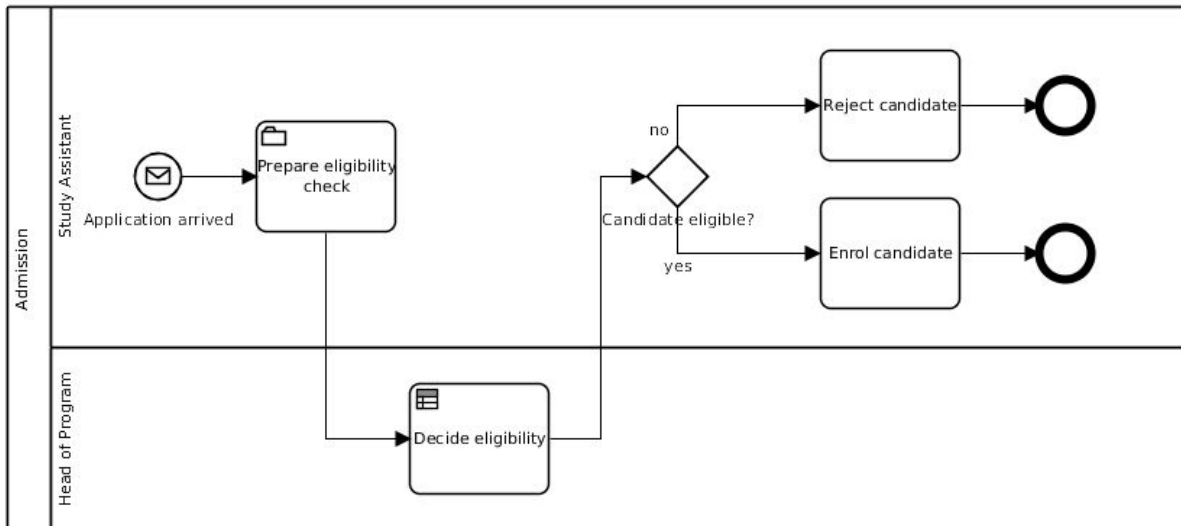 Admission
Study Assistant
Application arrived
Prepare eligibility
check
no
Candidate eligible?
yes
Reject candidate
Enrol candidate
Head of Program
Decide eligibility